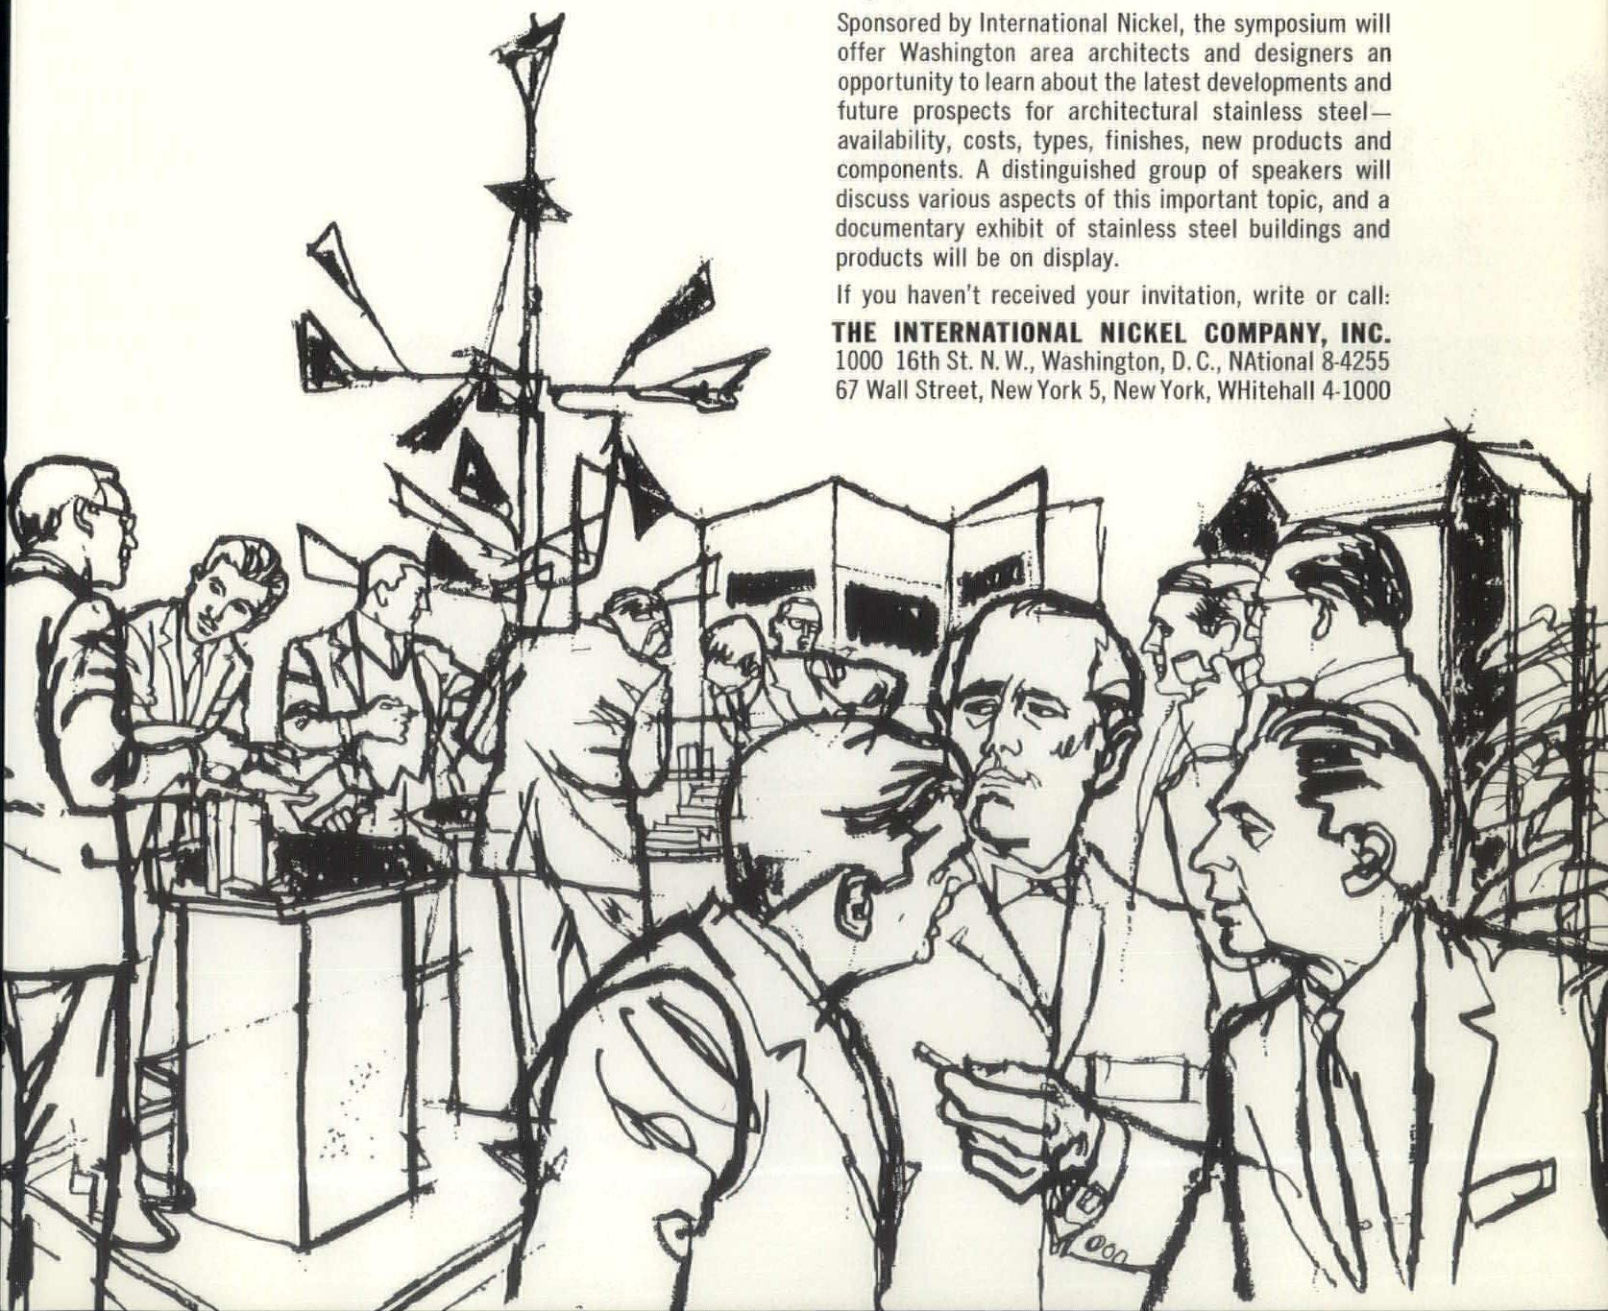 Sponsored by International Nickel, the symposium will
offer Washington area architects and designers an
opportunity to learn about the latest developments and
future prospects for architectural stainless steel—
availability, costs, types, finishes, new products and
components. A distinguished group of speakers will
discuss various aspects of this important topic, and a
documentary exhibit of stainless steel buildings and
products will be on display.
If you haven't received your invitation, write or call:
THE INTERNATIONAL NICKEL COMPANY, INC.
1000 16th St. N.W., Washington, D.C., NAtional 8-4255
67 Wall Street, New York 5, New York, WHitehall 4-1000